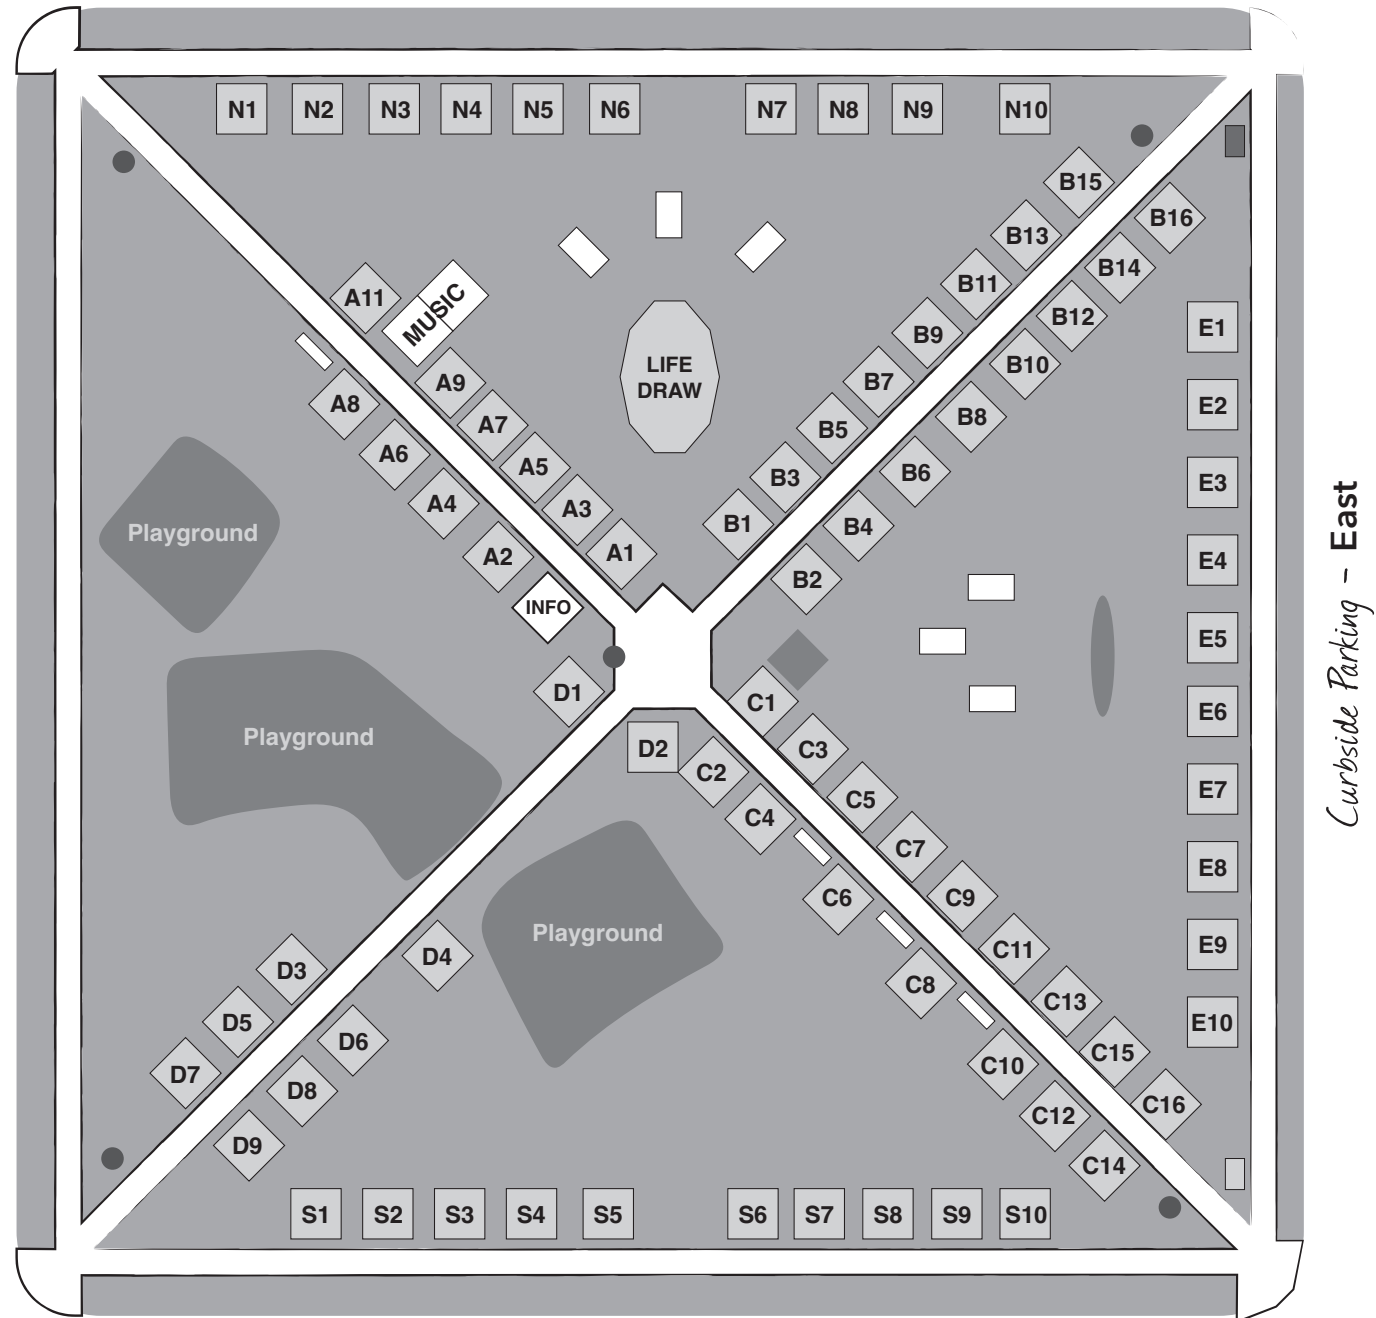 N1 N2 N3 N4 N5 N6 N7 N8 N9 N10
B15
B16
B13
B14
B11
A11
MUSIC
B12
E1
B9
B10
LIFE
DRAW
A9
B7
A8
E2
B8
A7
B5
A6
A5
B6
B3
E3
A4
A3
B1
B4
Playground
A2
A1
E4
B2
INFO
E5
D1
C1
E6
Playground
D2
C3
C2
E7
C5
C4
C7
E8
C6
C9
Playground
E9
C11
D4
D3
C8
C13
D5
E10
D6
C15
C10
D7
D8
C16
C12
D9
C14
S1 S2 S3 S4 S5 S6 S7 S8 S9 S10
Curbside Parking – East